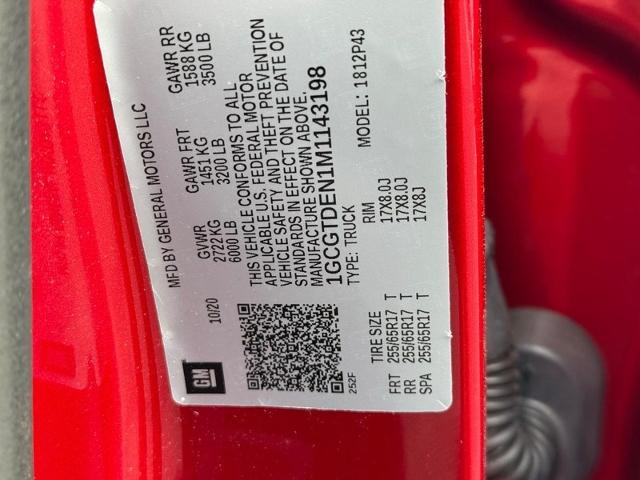 MFD BY GENERAL MOTORS LLC
10/20
GVWR GAWR FRT GAWR RR
2722 KG 1451 KG 1588 KG
6000 LB 3200 LB 3500 LB
THIS VEHICLE CONFORMS TO ALL
APPLICABLE U.S. FEDERAL MOTOR
VEHICLE SAFETY AND THEFT PREVENTION
STANDARDS IN EFFECT ON THE DATE OF
MANUFACTURE SHOWN ABOVE.
1GCGTDEN1M1143198
TYPE: TRUCK MODEL: 1812P43
GM
252F
TIRE SIZE RIM
FRT 255/65R17 T 17X8.0J
RR 255/65R17 T 17X8.0J
SPA 255/65R17 T 17X8J